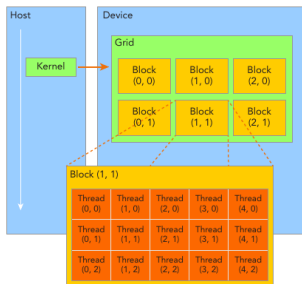 Host
Device
Grid
Kernel
Block Block Block
(0, 0) (1, 0) (2, 0)
Block Block Block
(0, 1) (1, 1) (2, 1)
Block (1, 1)
Thread Thread Thread Thread Thread
(0, 0) (1, 0) (2, 0) (3, 0) (4, 0)
Thread Thread Thread Thread Thread
(0, 1) (1, 1) (2, 1) (3, 1) (4, 1)
Thread Thread Thread Thread Thread
(0, 2) (1, 2) (2, 2) (3, 2) (4, 2)